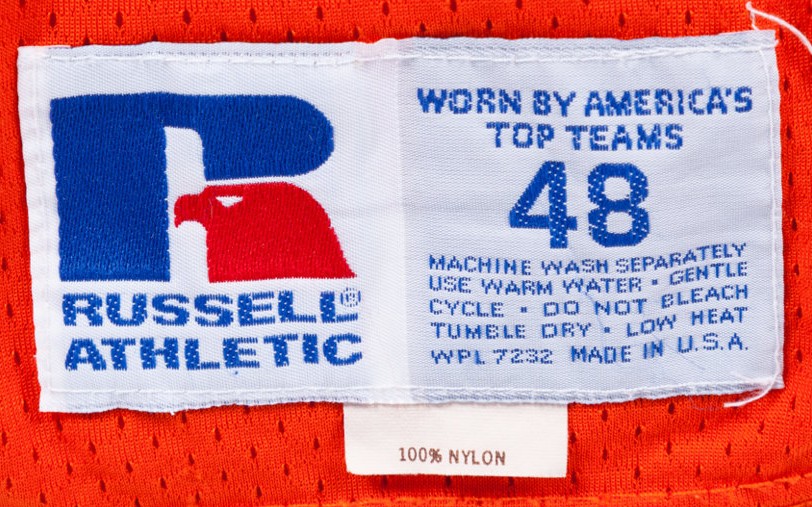 RUSSELL®
ATHLETIC
WORN BY AMERICA'S
TOP TEAMS
48
MACHINE WASH SEPARATELY
USE WARM WATER · GENTLE
CYCLE · DO NOT BLEACH
TUMBLE DRY · LOW HEAT
WPL 7232 MADE IN U.S.A.
100% NYLON